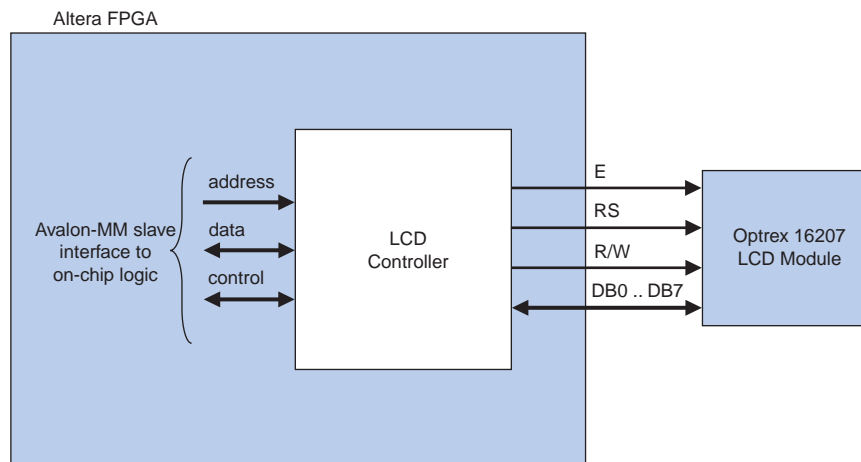 Altera FPGA
Avalon-MM slave
interface to
on-chip logic
address
data
control
LCD
Controller
E
RS
R/W
DB0 .. DB7
Optrex 16207
LCD Module